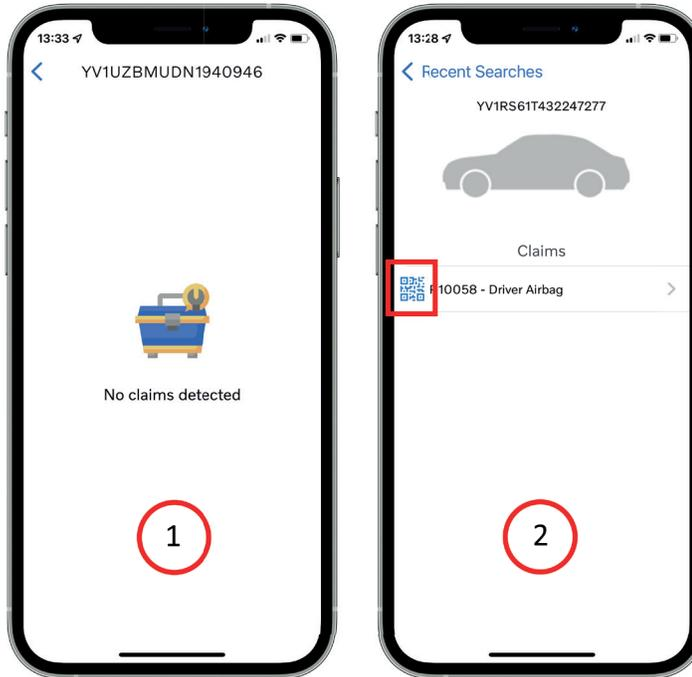 13:33
YV1UZBMUDN1940946
No claims detected
1
13:28
Recent Searches
YV1RS61T432247277
Claims
10058 - Driver Airbag
2